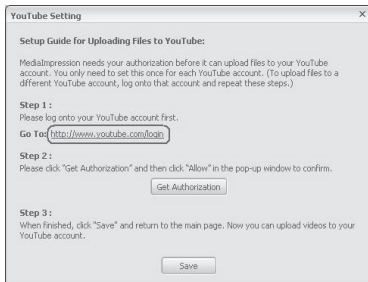 YouTube Setting
×
Setup Guide for Uploading Files to YouTube:
MediaImpression needs your authorization before it can upload files to your YouTube
account. You only need to set this once for each YouTube account. (To upload files to a
different YouTube account, log onto that account and repeat these steps.)
Step 1 :
Please log onto your YouTube account first.
Go To: http://www.youtube.com/login
Step 2 :
Please click "Get Authorization" and then click "Allow" in the pop-up window to confirm.
Get Authorization
Step 3 :
When finished, click "Save" and return to the main page. Now you can upload videos to your
YouTube account.
Save